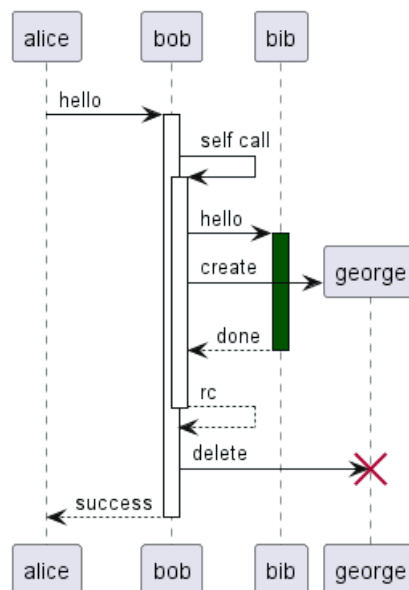 alice bob bib
hello
self call
hello
create george
done
rc
delete
success
alice bob bib george